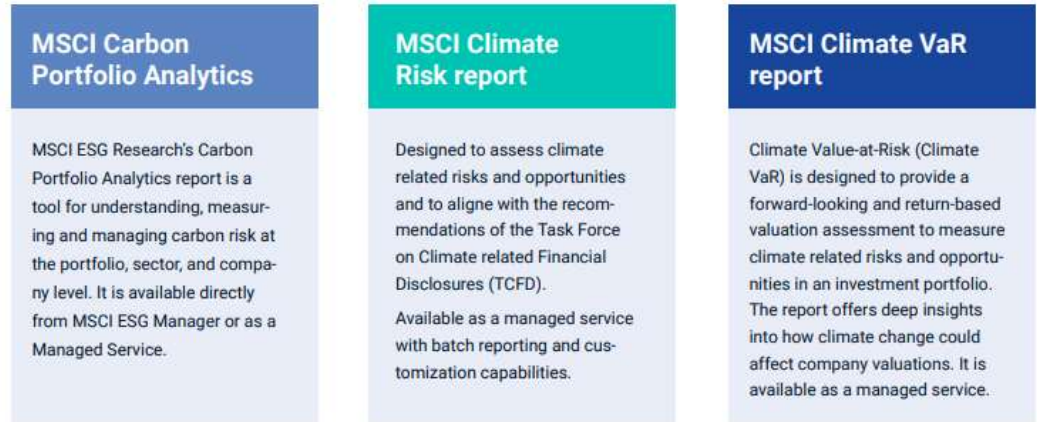 MSCI Carbon
Portfolio Analytics
MSCI ESG Research's Carbon
Portfolio Analytics report is a
tool for understanding, measur-
ing and managing carbon risk at
the portfolio, sector, and compa-
ny level. It is available directly
from MSCI ESG Manager or as a
Managed Service.
MSCI Climate
Risk report
Designed to assess climate
related risks and opportunities
and to aligne with the recom-
mendations of the Task Force
on Climate related Financial
Disclosures (TCFD).
Available as a managed service
with batch reporting and cus-
tomization capabilities.
MSCI Climate VaR
report
Climate Value-at-Risk (Climate
VaR) is designed to provide a
forward-looking and return-based
valuation assessment to measure
climate related risks and opportu-
nities in an investment portfolio.
The report offers deep insights
into how climate change could
affect company valuations. It is
available as a managed service.